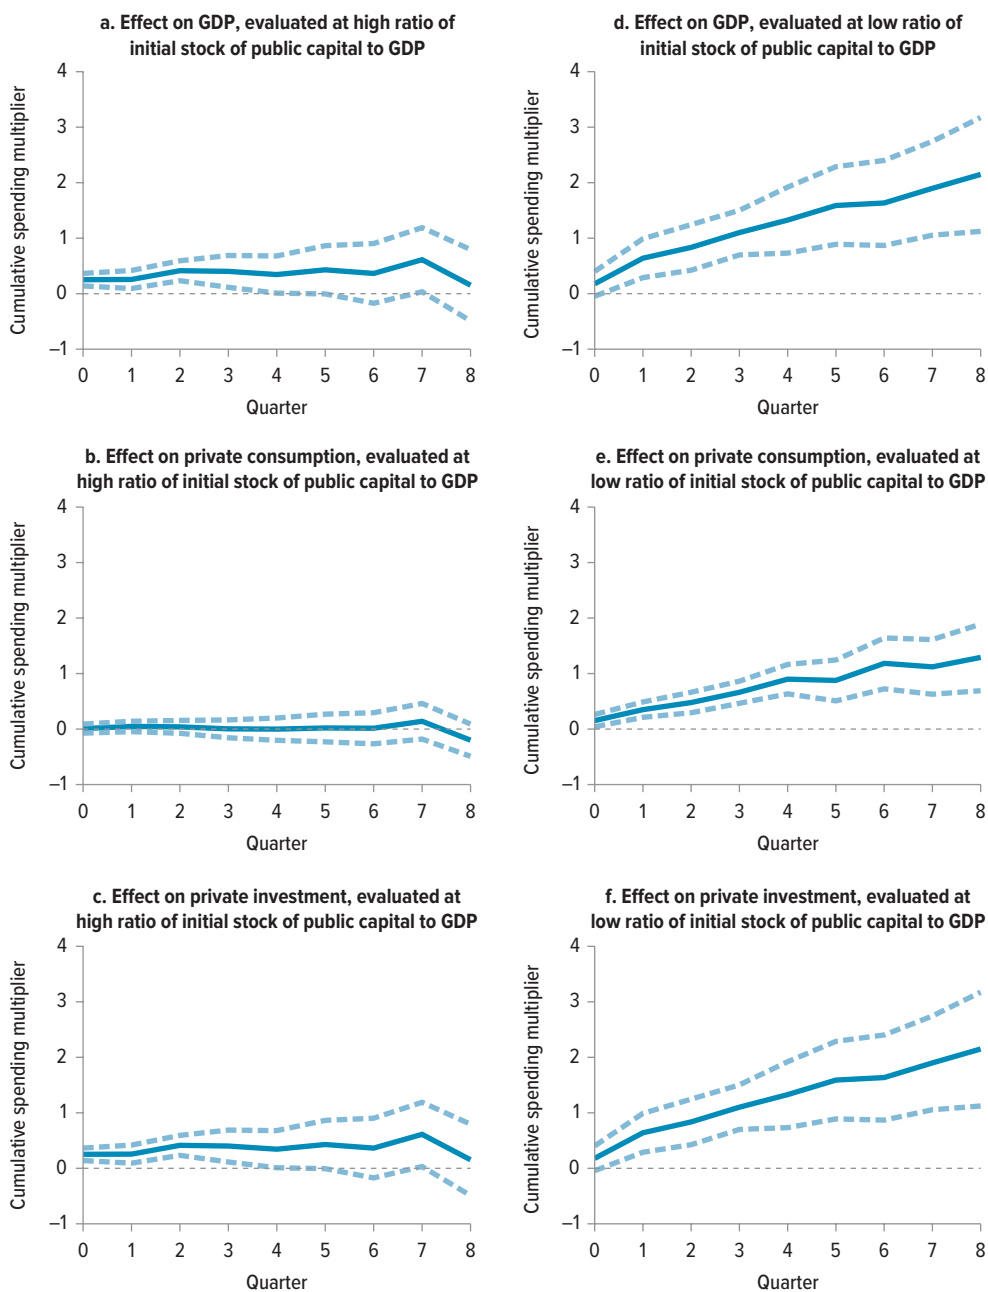 a. Effect on GDP, evaluated at high ratio of
initial stock of public capital to GDP
Cumulative spending multiplier
4
3
2
1
0
–1
0 1 2 3 4 5 6 7 8
Quarter
d. Effect on GDP, evaluated at low ratio of
initial stock of public capital to GDP
Cumulative spending multiplier
4
3
2
1
0
–1
0 1 2 3 4 5 6 7 8
Quarter
b. Effect on private consumption, evaluated at
high ratio of initial stock of public capital to GDP
Cumulative spending multiplier
4
3
2
1
0
–1
0 1 2 3 4 5 6 7 8
Quarter
e. Effect on private consumption, evaluated at
low ratio of initial stock of public capital to GDP
Cumulative spending multiplier
4
3
2
1
0
–1
0 1 2 3 4 5 6 7 8
Quarter
c. Effect on private investment, evaluated at
high ratio of initial stock of public capital to GDP
Cumulative spending multiplier
4
3
2
1
0
–1
0 1 2 3 4 5 6 7 8
Quarter
f. Effect on private investment, evaluated at
low ratio of initial stock of public capital to GDP
Cumulative spending multiplier
4
3
2
1
0
–1
0 1 2 3 4 5 6 7 8
Quarter